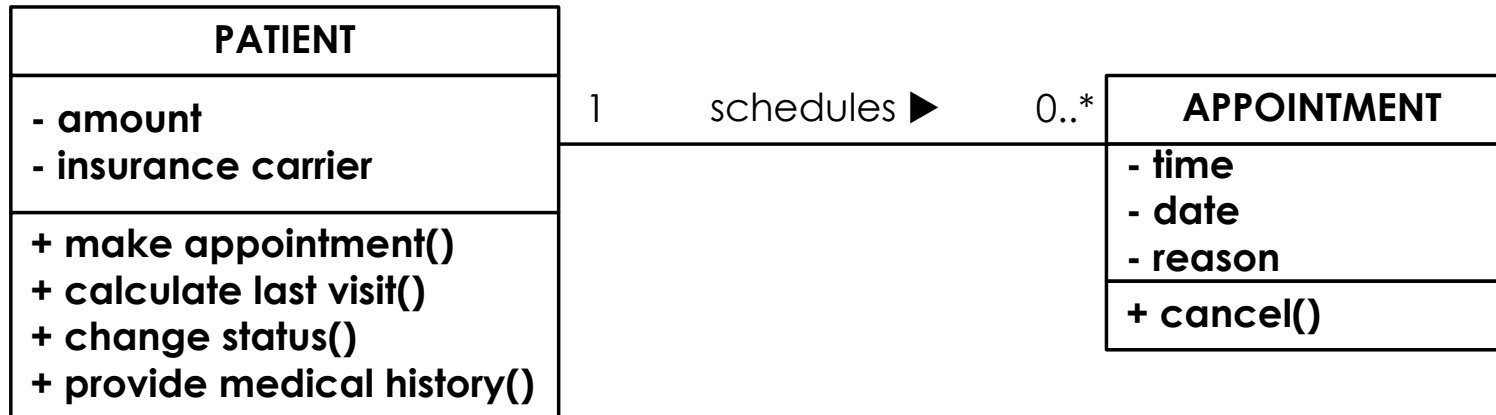 PATIENT
- amount
- insurance carrier
+ make appointment()
+ calculate last visit()
+ change status()
+ provide medical history()
1 schedules ▶ 0..*
APPOINTMENT
- time
- date
- reason
+ cancel()